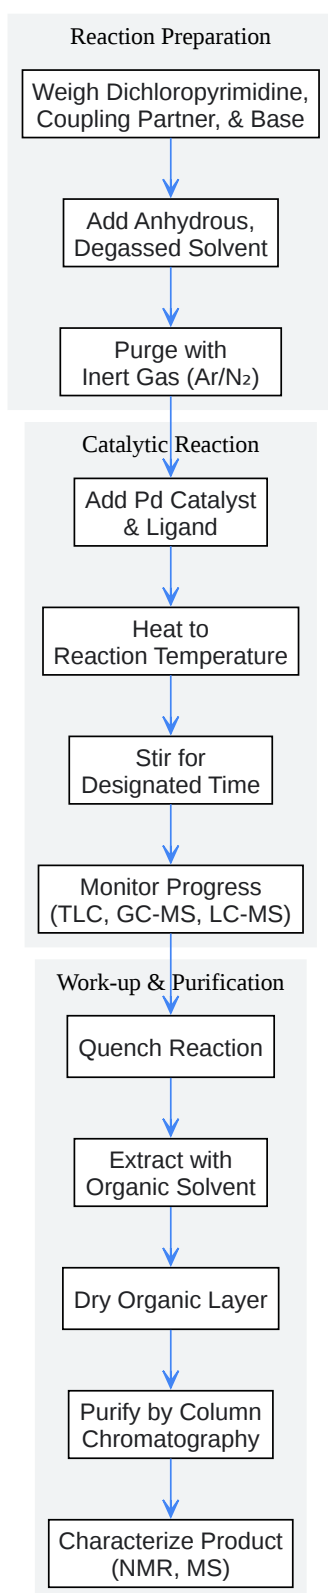 Reaction Preparation
Weigh Dichloropyrimidine,
Coupling Partner, & Base
Add Anhydrous,
Degassed Solvent
Purge with
Inert Gas (Ar/N₂)
Catalytic Reaction
Add Pd Catalyst
& Ligand
Heat to
Reaction Temperature
Stir for
Designated Time
Monitor Progress
(TLC, GC-MS, LC-MS)
Work-up & Purification
Quench Reaction
Extract with
Organic Solvent
Dry Organic Layer
Purify by Column
Chromatography
Characterize Product
(NMR, MS)